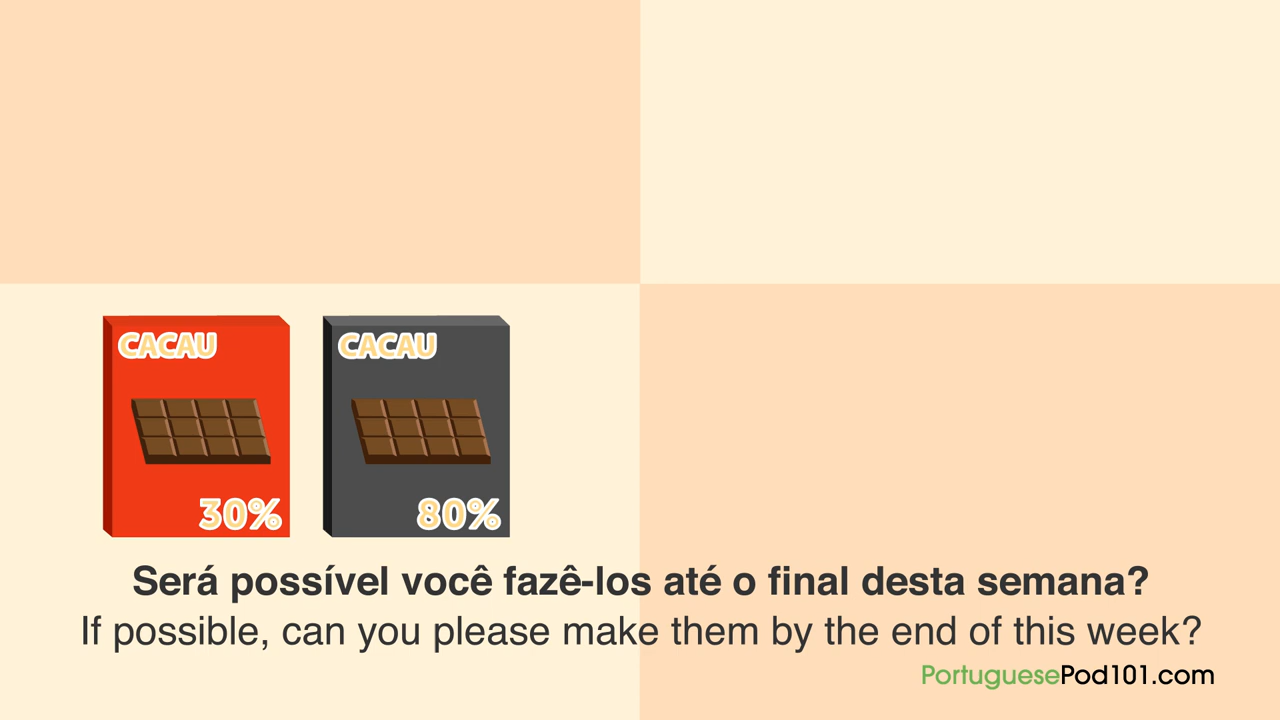 CACAU
30%
CACAU
80%
Será possível você fazê-los até o final desta semana?
If possible, can you please make them by the end of this week?
PortuguesePod101.com